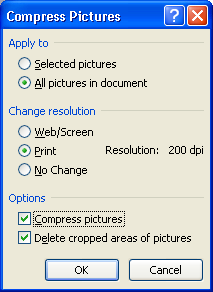 Compress Pictures
Apply to
Selected pictures
All pictures in document
Change resolution
Web/Screen
Print Resolution: 200 dpi
No Change
Options
Compress pictures
Delete cropped areas of pictures
OK Cancel